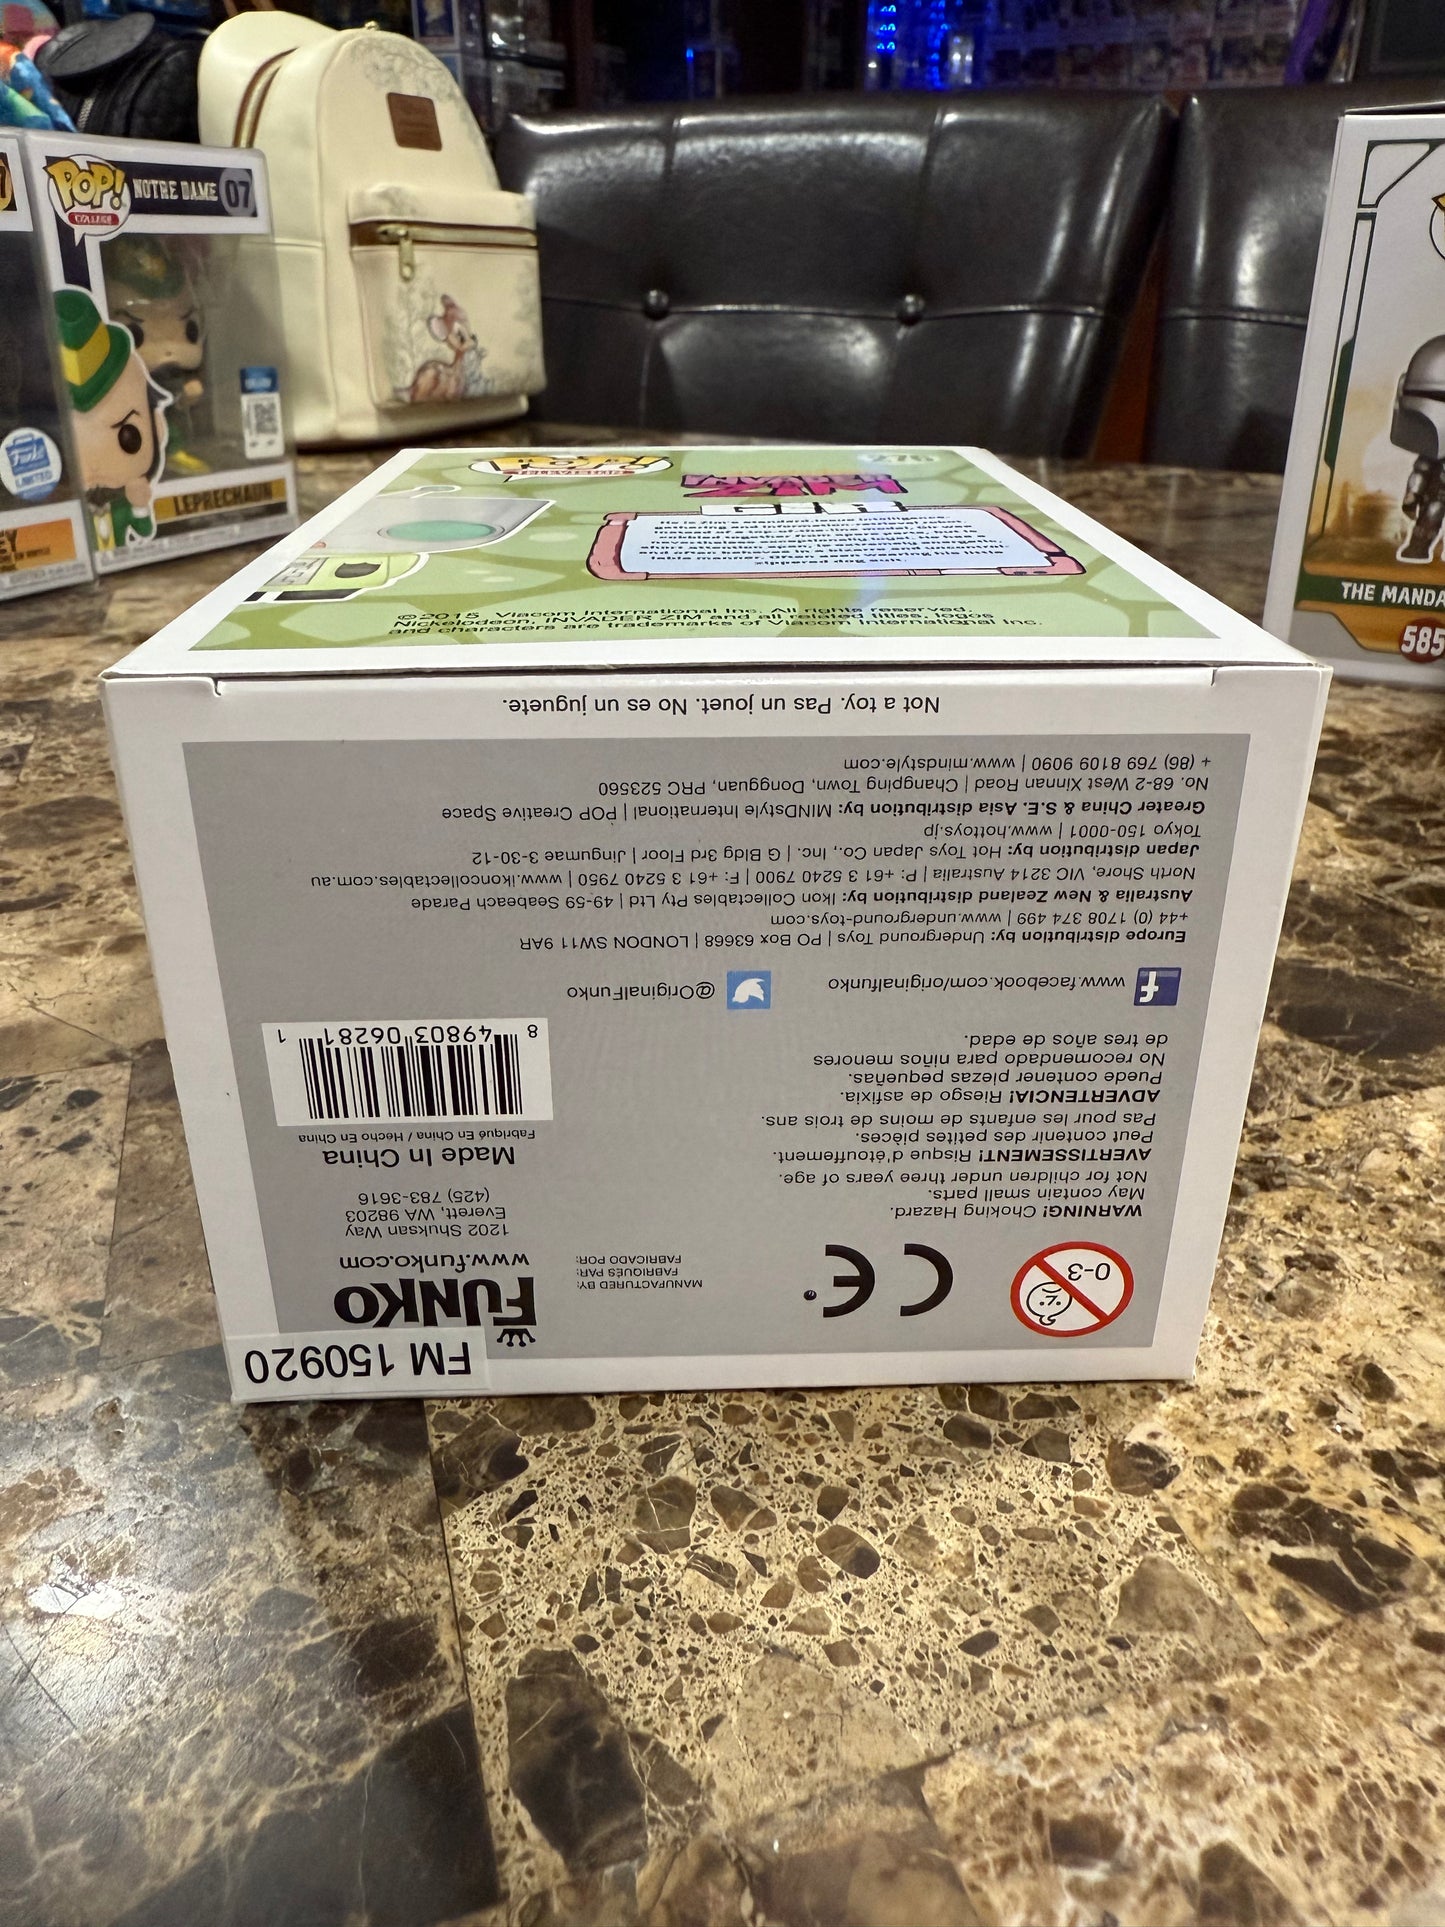 POP!
COLLEGE
NOTRE DAME
07
Funko
LIMITED
LEPRECHAUN
THE MANDA
585
276
© 2015 Viacom International Inc. All rights reserved.
Nickelodeon, INVADER ZIM and all related titles, logos
and characters are trademarks of Viacom International Inc.
FM 150920
FUNKO
www.funko.com
1202 Shuksan Way
Everett, WA 98203
(425) 783-3616
Made In China
Fabriqué En China / Hecho En China
8 49803 06281 1
MANUFACTURED BY:
FABRIQUÉS PAR:
FABRICADO POR:
CE
0-3
WARNING! Choking Hazard.
May contain small parts.
Not for children under three years of age.
AVERTISSEMENT! Risque d'étouffement.
Peut contenir des petites pièces.
Pas pour les enfants de moins de trois ans.
ADVERTENCIA! Riesgo de asfixia.
Puede contener piezas pequeñas.
No recomendado para niños menores
de tres años de edad.
f www.facebook.com/originalfunko
@OriginalFunko
Europe distribution by: Underground Toys | PO Box 63668 | LONDON SW11 9AR
+44 (0) 1708 374 499 | www.underground-toys.com
Australia & New Zealand distribution by: Ikon Collectables Pty Ltd | 49-59 Seabeach Parade
North Shore, VIC 3214 Australia | P: +61 3 5240 7900 | F: +61 3 5240 7950 | www.ikoncollectables.com.au
Japan distribution by: Hot Toys Japan Co., Inc. | G Bldg 3rd Floor | Jingumae 3-30-12
Tokyo 150-0001 | www.hottoys.jp
Greater China & S.E. Asia distribution by: MINDstyle International | POP Creative Space
No. 68-2 West Xinnan Road | Changping Town, Dongguan, PRC 523560
+ (86) 769 8109 9090 | www.mindstyle.com
Not a toy. Pas un jouet. No es un juguete.